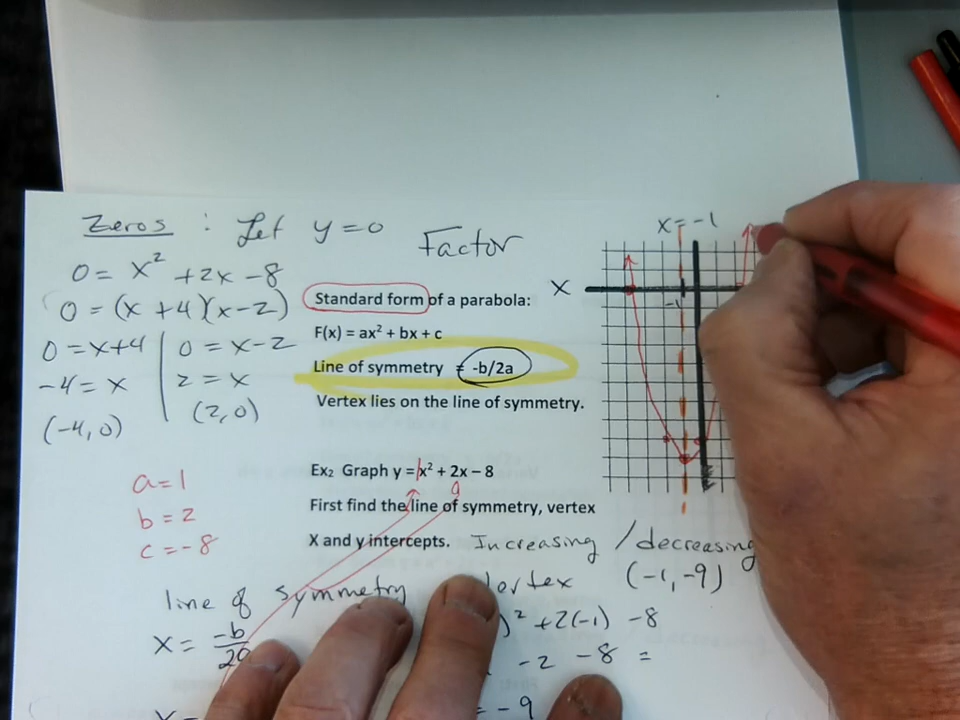 Zeros : Let y=0
Factor
0 = x² +2x -8
0 = (x +4)(x-2)
0 = x+4 0 = x-2
-4 = x 2 = x
(-4, 0) (2, 0)
a=1
b = 2
c = -8
Standard form of a parabola:
F(x) = ax² + bx + c
Line of symmetry = -b/2a
Vertex lies on the line of symmetry.
Ex₂ Graph y = x² + 2x – 8
First find the line of symmetry, vertex
X and y intercepts. Increasing /decreasing
x = -1
X
-1
line of symmetry
x = -b/2a
(-1, -9)
)² +2(-1) -8
-2 -8 =
= -9